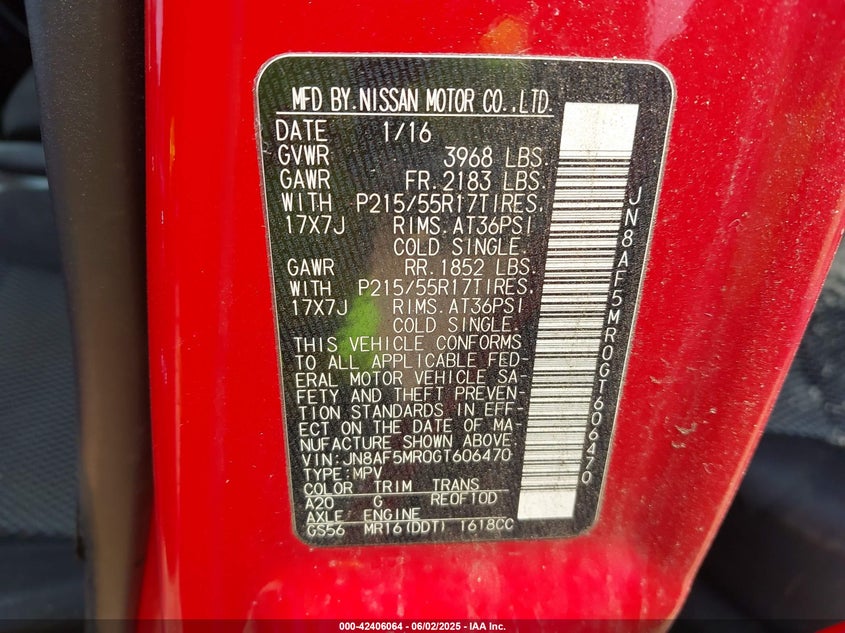 MFD BY.NISSAN MOTOR CO.,LTD.
DATE 1/16
GVWR 3968 LBS.
GAWR FR.2183 LBS.
WITH P215/55R17TIRES.
17X7J RIMS.AT36PSI
COLD SINGLE.
GAWR RR.1852 LBS.
WITH P215/55R17TIRES.
17X7J RIMS.AT36PSI
COLD SINGLE.
THIS VEHICLE CONFORMS
TO ALL APPLICABLE FED-
ERAL MOTOR VEHICLE SA-
FETY AND THEFT PREVEN-
TION STANDARDS IN EFF-
ECT ON THE DATE OF MA-
NUFACTURE SHOWN ABOVE.
VIN:JN8AF5MR0GT606470
TYPE:MPV
COLOR TRIM TRANS
A20 G RE0F10D
AXLE ENGINE
GS56 MR16(DDT) 1618CC
JN8AF5MR0GT606470
000-42406064 - 06/02/2025 - IAA Inc.